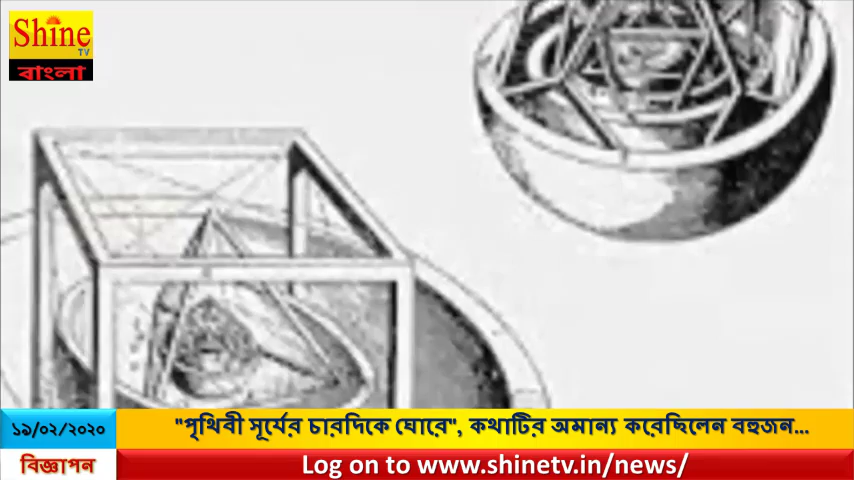 Shine
TV
বাংলা
১৯/০২/২০২০
"পৃথিবী সূর্যের চারদিকে ঘোরে", কথাটির অমান্য করেছিলেন বহুজন...
বিজ্ঞাপন
Log on to www.shinetv.in/news/